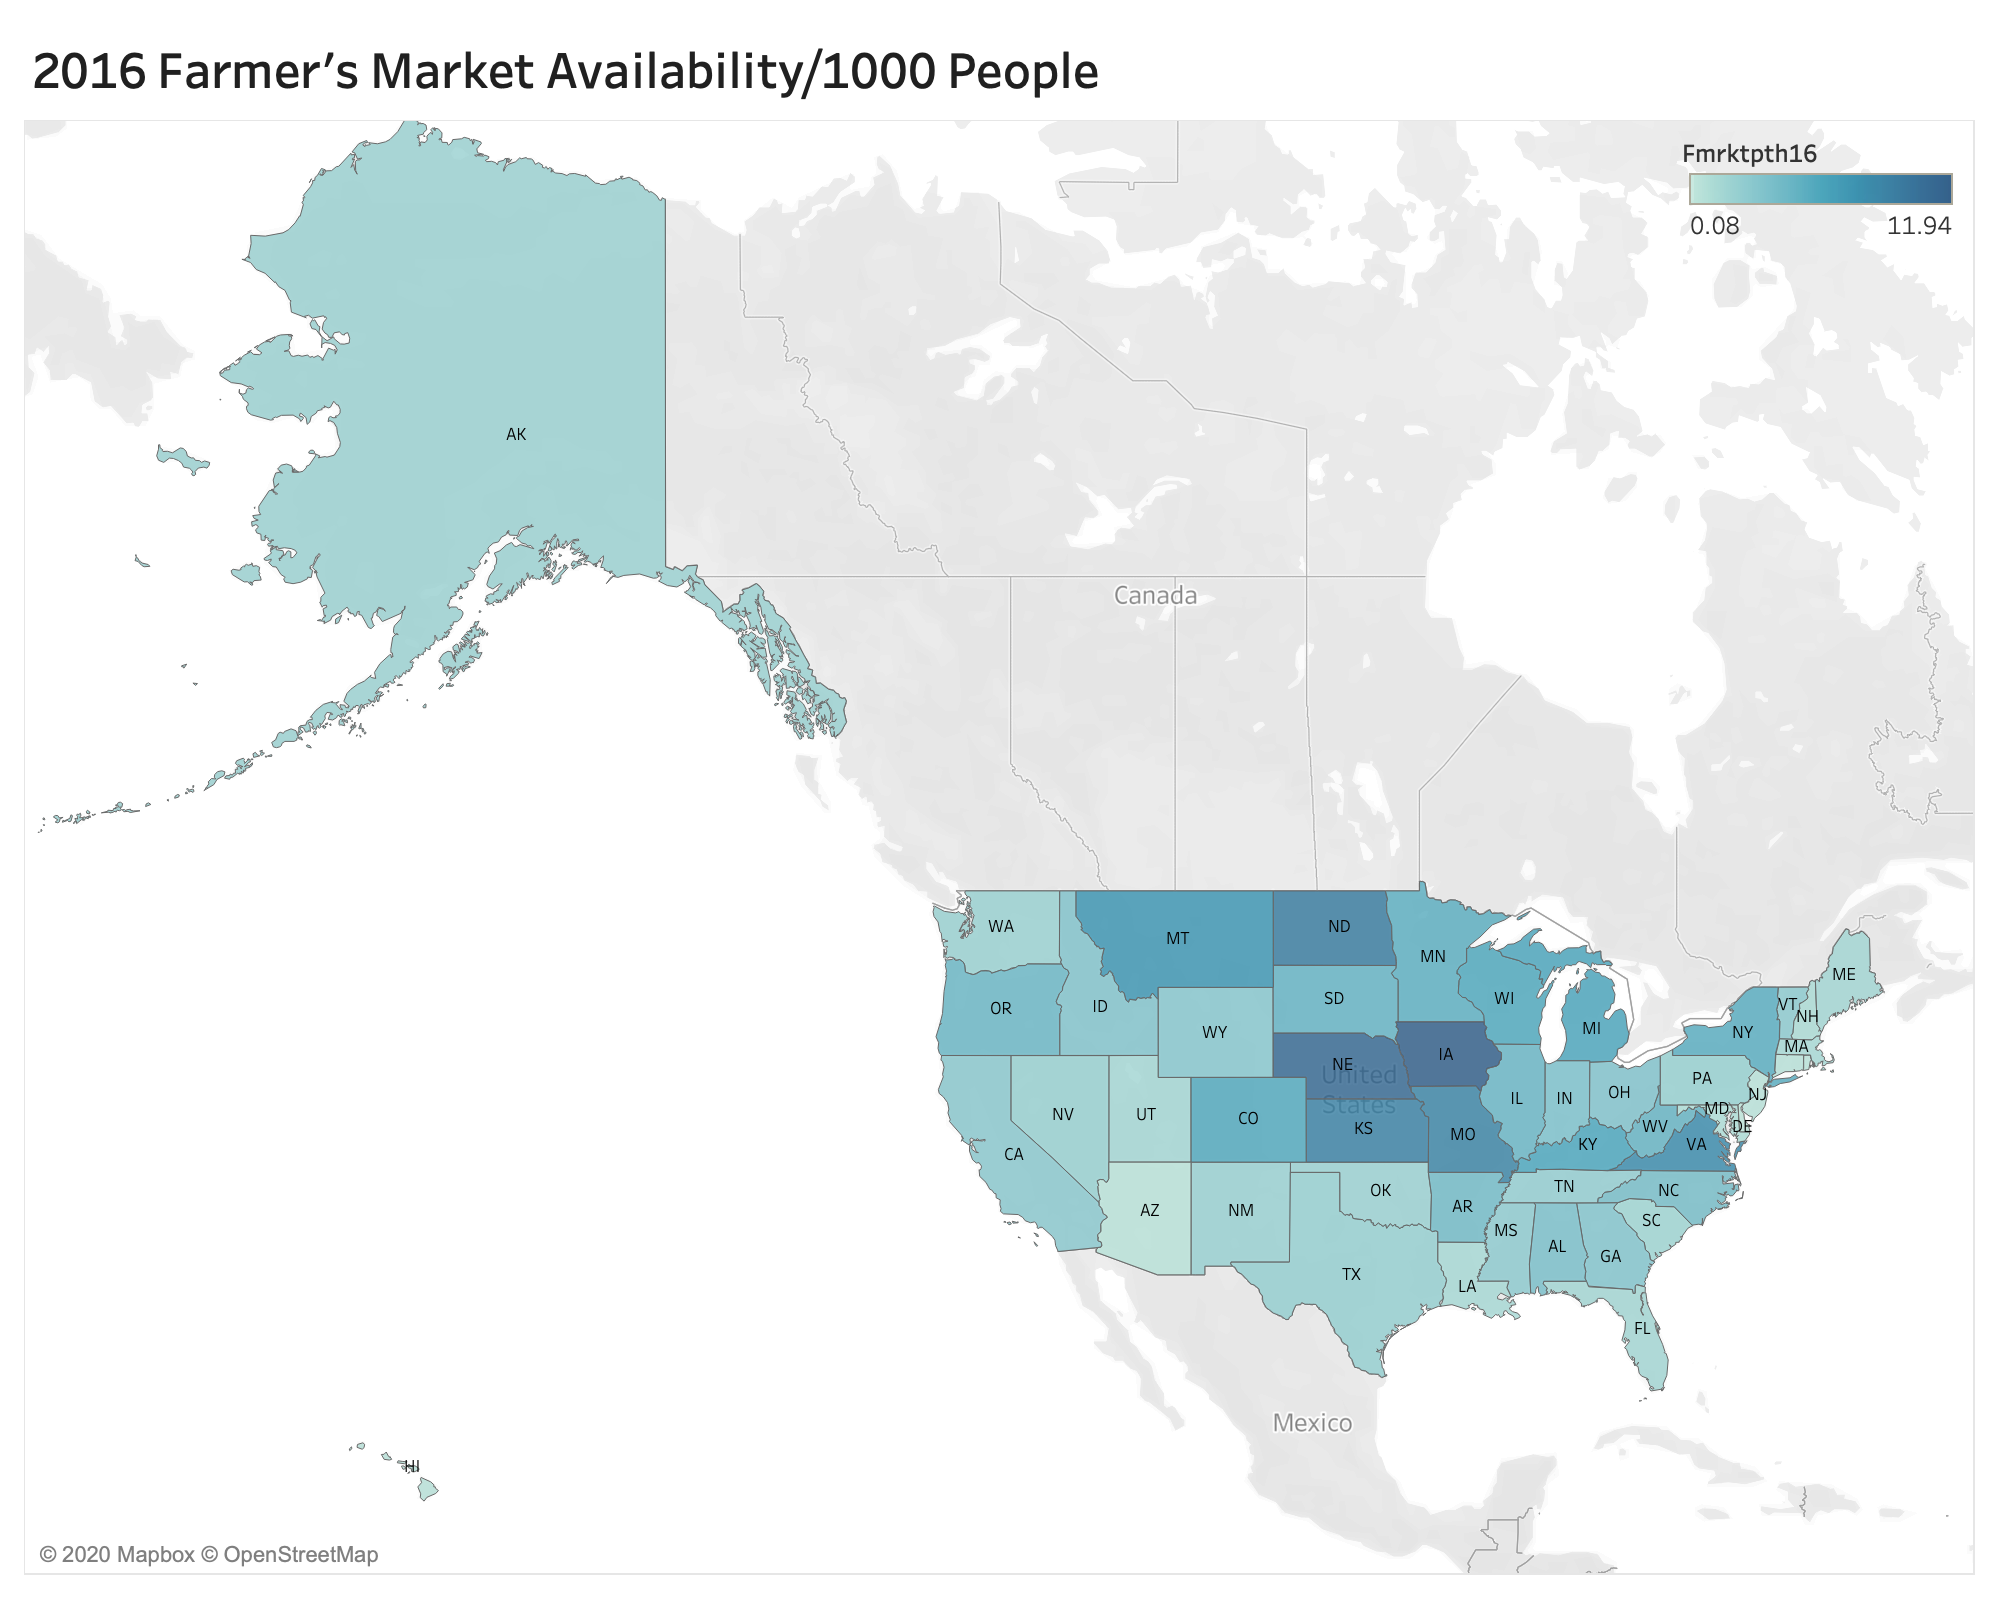 2016 Farmer’s Market Availability/1000 People
Fmrktpth16
0.08 11.94
AK
Canada
WA
MT
ND
MN
ME
OR
ID
SD
WI
VT
NH
WY
MI
NY
MA
NE
IA
United
States
PA
NV
UT
CO
IL
IN
OH
NJ
MD
DE
CA
KS
MO
WV
KY
VA
AZ
NM
OK
AR
TN
NC
SC
MS
AL
GA
TX
LA
FL
Mexico
HI
© 2020 Mapbox © OpenStreetMap